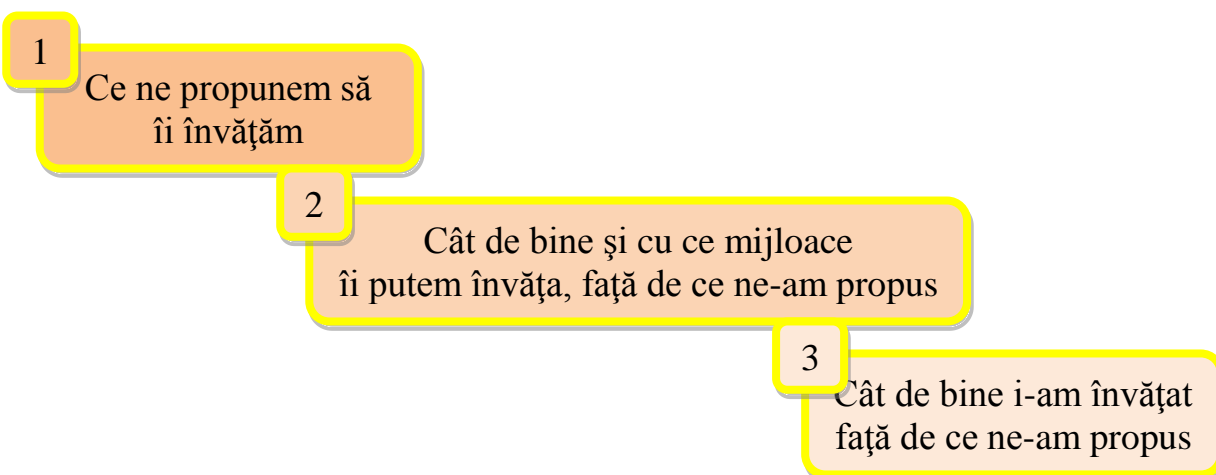 1
Ce ne propunem să
îi învăţăm
2
Cât de bine şi cu ce mijloace
îi putem învăţa, faţă de ce ne-am propus
3
Cât de bine i-am învăţat
faţă de ce ne-am propus